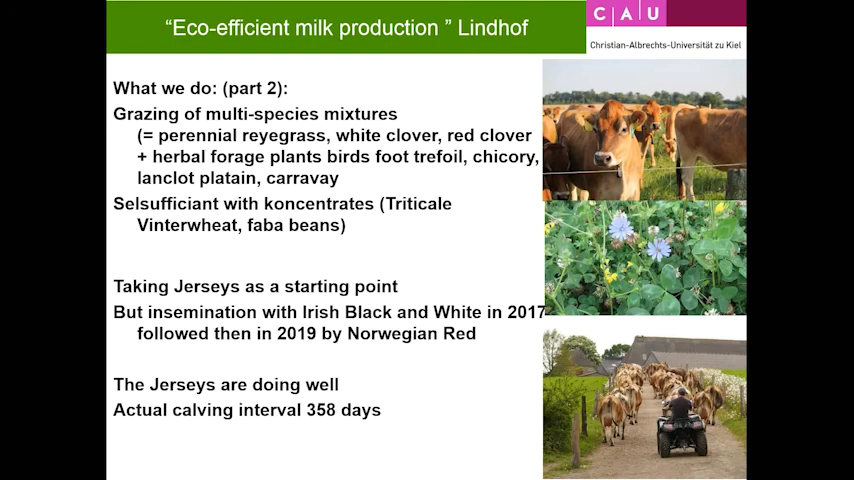 “Eco-efficient milk production ” Lindhof
CAU
Christian-Albrechts-Universität zu Kiel
What we do: (part 2):
Grazing of multi-species mixtures
(= perennial reyegrass, white clover, red clover
+ herbal forage plants birds foot trefoil, chicory,
lanclot platain, carravay
Selsufficiant with koncentrates (Triticale
Vinterwheat, faba beans)
Taking Jerseys as a starting point
But insemination with Irish Black and White in 2017
followed then in 2019 by Norwegian Red
The Jerseys are doing well
Actual calving interval 358 days